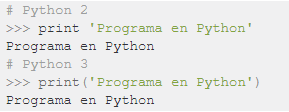 # Python 2
>>> print 'Programa en Python'
Programa en Python
# Python 3
>>> print('Programa en Python')
Programa en Python